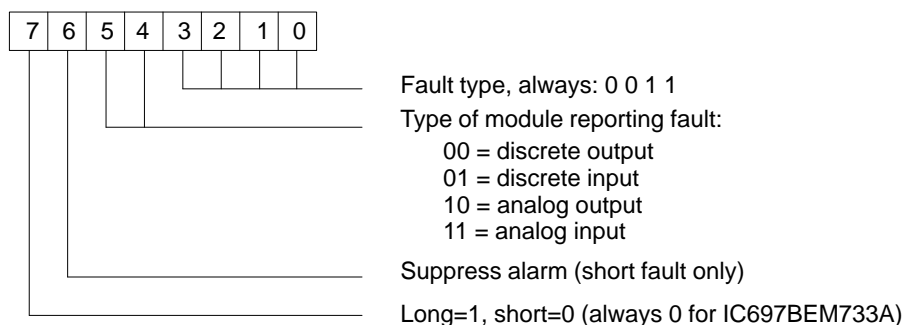 7 6 5 4 3 2 1 0
Fault type, always: 0 0 1 1
Type of module reporting fault:
00 = discrete output
01 = discrete input
10 = analog output
11 = analog input
Suppress alarm (short fault only)
Long=1, short=0 (always 0 for IC697BEM733A)